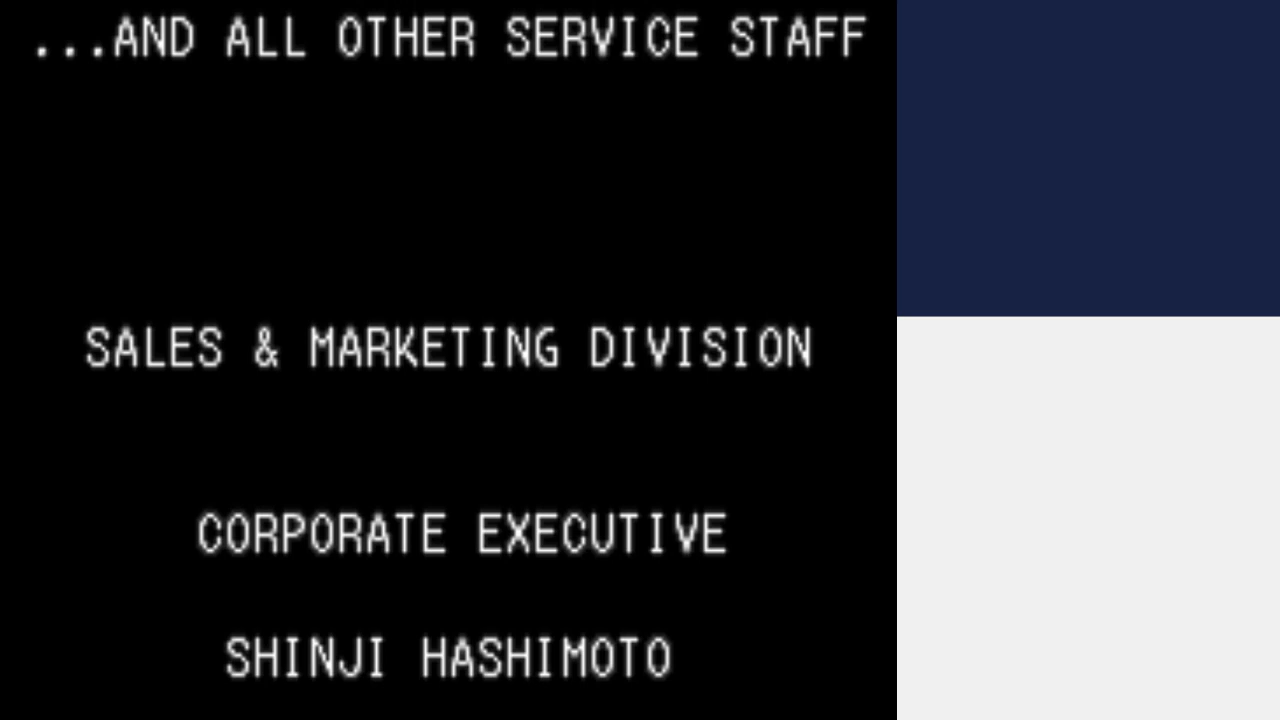 ...AND ALL OTHER SERVICE STAFF
SALES & MARKETING DIVISION
CORPORATE EXECUTIVE
SHINJI HASHIMOTO